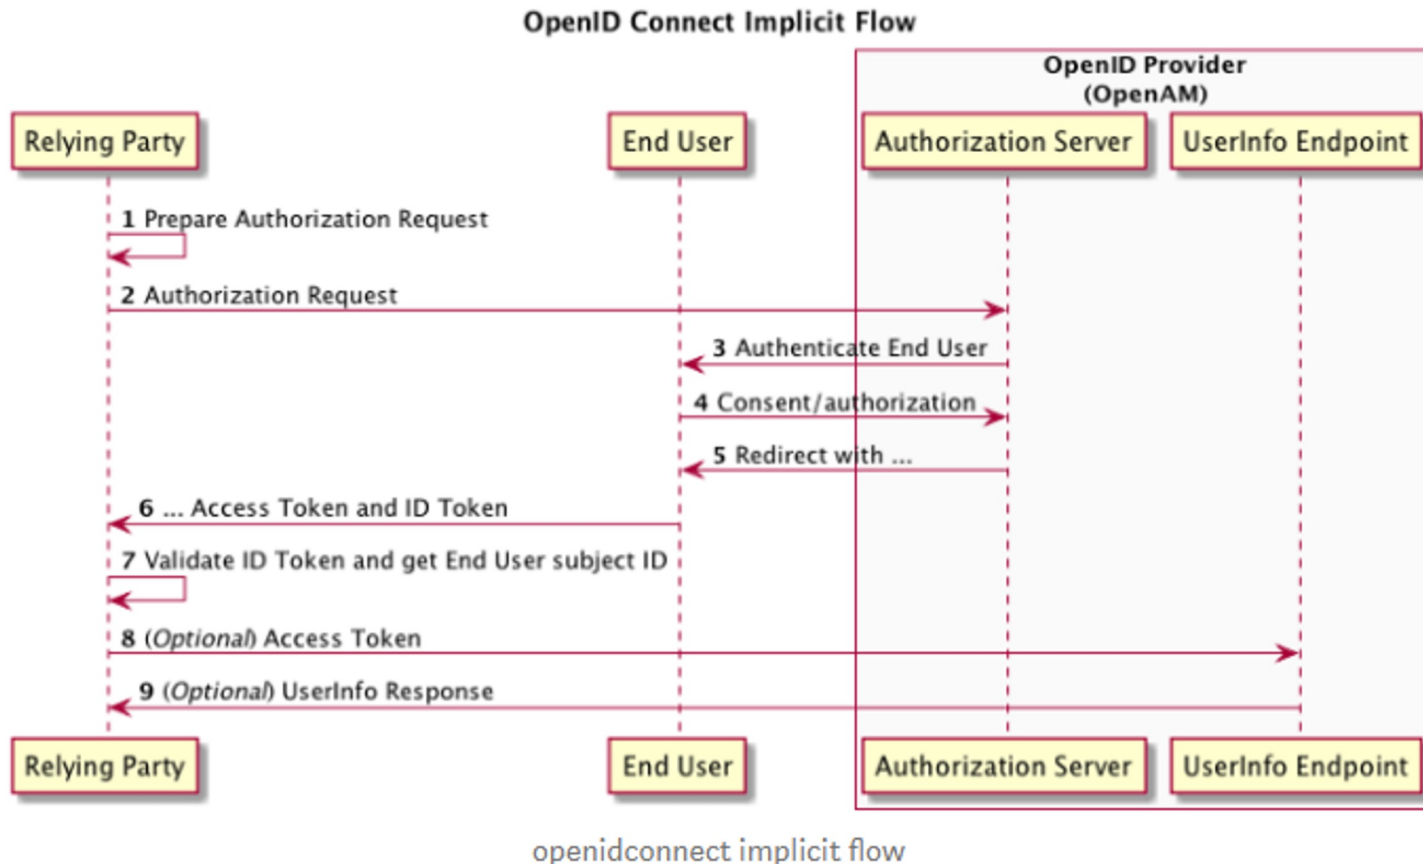 OpenID Connect Implicit Flow
OpenID Provider
(OpenAM)
Relying Party
End User
Authorization Server
UserInfo Endpoint
1 Prepare Authorization Request
2 Authorization Request
3 Authenticate End User
4 Consent/authorization
5 Redirect with ...
6 ... Access Token and ID Token
7 Validate ID Token and get End User subject ID
8 (Optional) Access Token
9 (Optional) UserInfo Response
Relying Party
End User
Authorization Server
UserInfo Endpoint
openidconnect implicit flow